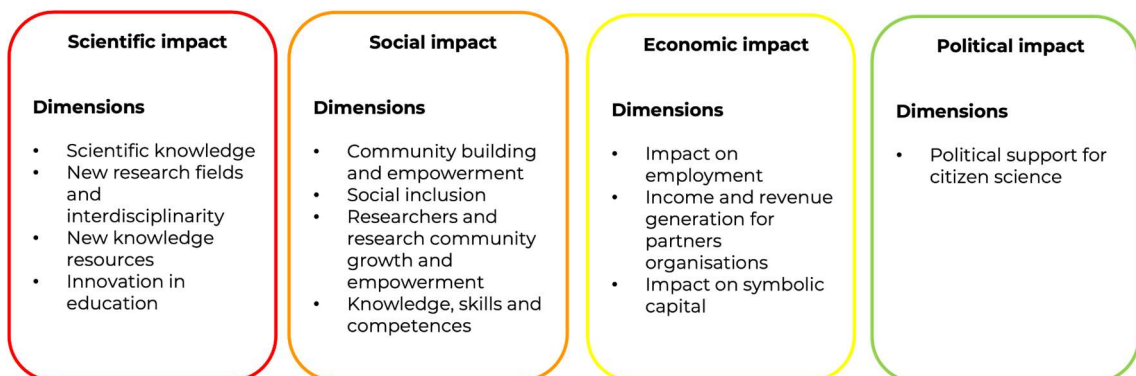 Scientific impact
Dimensions
• Scientific knowledge
• New research fields
and
interdisciplinarity
• New knowledge
resources
• Innovation in
education
Social impact
Dimensions
• Community building
and empowerment
• Social inclusion
• Researchers and
research community
growth and
empowerment
• Knowledge, skills and
competences
Economic impact
Dimensions
• Impact on
employment
• Income and revenue
generation for
partners
organisations
• Impact on symbolic
capital
Political impact
Dimensions
• Political support for
citizen science